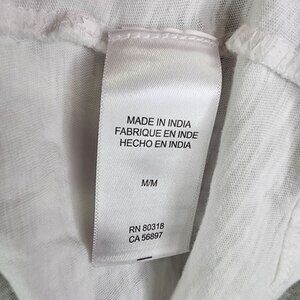 MADE IN INDIA
FABRIQUE EN INDE
HECHO EN INDIA
M/M
RN 80318
CA 56897